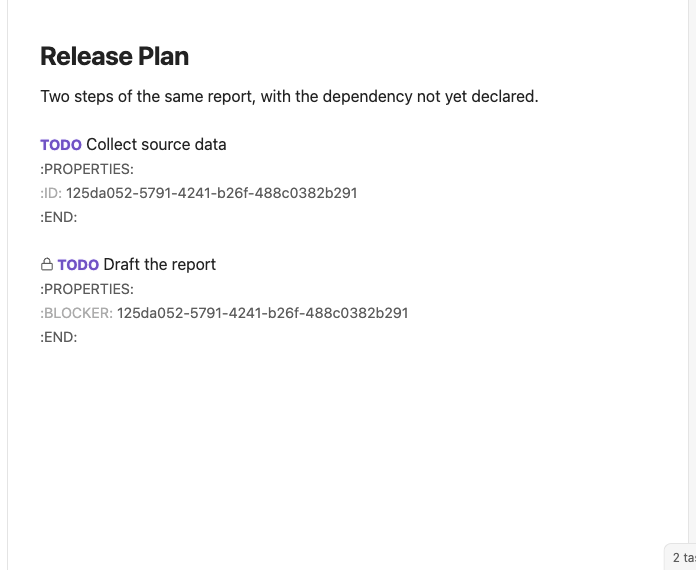 Release Plan
Two steps of the same report, with the dependency not yet declared.
TODO Collect source data
:PROPERTIES:
:ID: 125da052-5791-4241-b26f-488c0382b291
:END:
TODO Draft the report
:PROPERTIES:
:BLOCKER: 125da052-5791-4241-b26f-488c0382b291
:END:
2